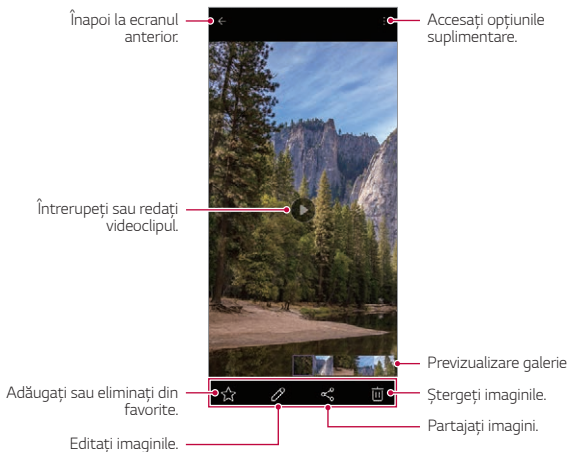 Înapoi la ecranul
anterior.
Accesați opțiunile
suplimentare.
Întrerupeți sau redați
videoclipul.
Previzualizare galerie
Adăugați sau eliminați din
favorite.
Ștergeți imaginile.
Partajați imagini.
Editați imaginile.